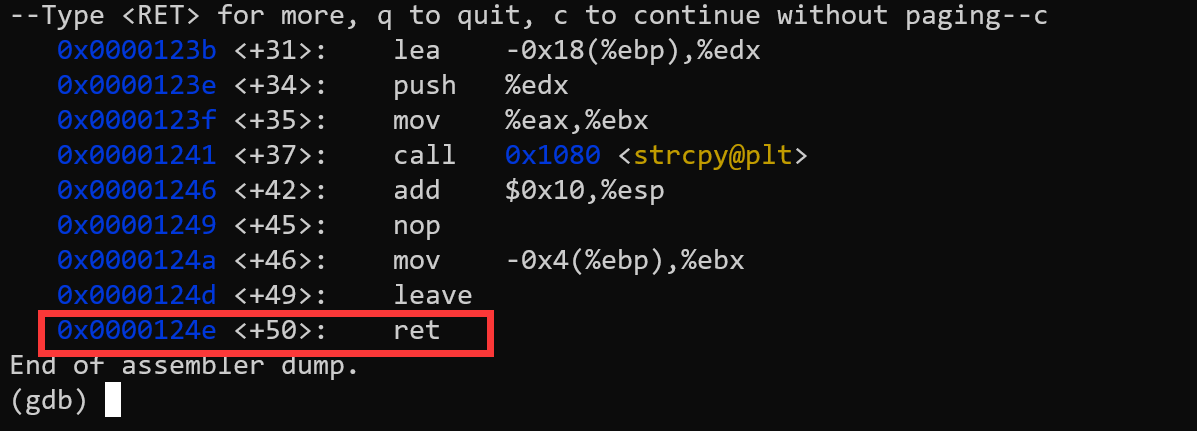 --Type <RET> for more, q to quit, c to continue without paging--c
   0x0000123b <+31>:    lea    -0x18(%ebp),%edx
   0x0000123e <+34>:    push   %edx
   0x0000123f <+35>:    mov    %eax,%ebx
   0x00001241 <+37>:    call   0x1080 <strcpy@plt>
   0x00001246 <+42>:    add    $0x10,%esp
   0x00001249 <+45>:    nop
   0x0000124a <+46>:    mov    -0x4(%ebp),%ebx
   0x0000124d <+49>:    leave
   0x0000124e <+50>:    ret
End of assembler dump.
(gdb)